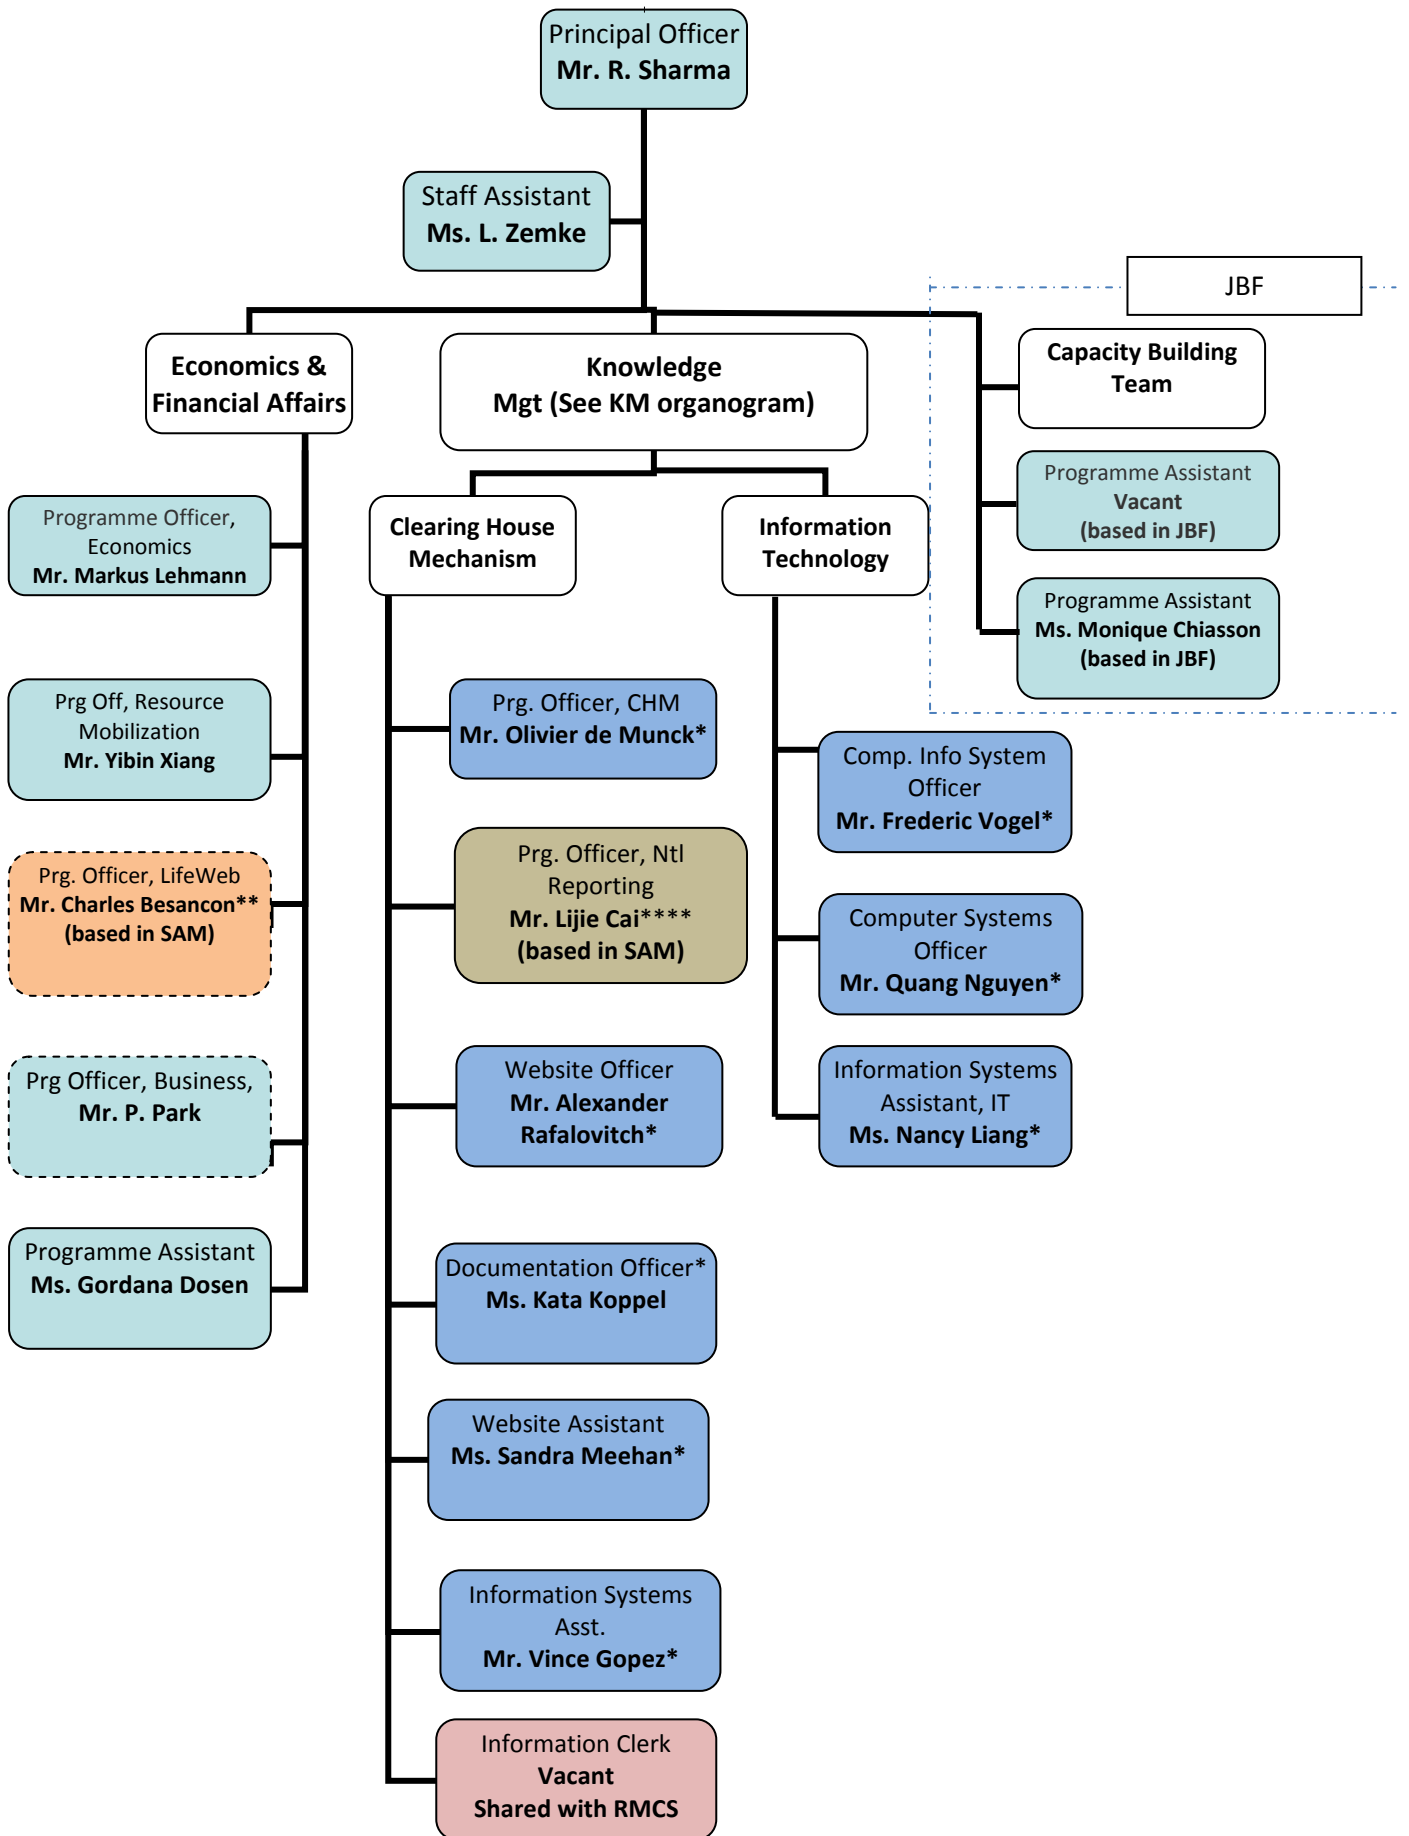 Principal Officer
Mr. R. Sharma
Staff Assistant
Ms. L. Zemke
JBF
Economics &
Financial Affairs
Knowledge
Mgt (See KM organogram)
Capacity Building
Team
Programme Assistant
Vacant
(based in JBF)
Programme Assistant
Ms. Monique Chiasson
(based in JBF)
Clearing House
Mechanism
Information
Technology
Programme Officer,
Economics
Mr. Markus Lehmann
Prg Off, Resource
Mobilization
Mr. Yibin Xiang
Prg. Officer, LifeWeb
Mr. Charles Besancon**
(based in SAM)
Prg Officer, Business,
Mr. P. Park
Programme Assistant
Ms. Gordana Dosen
Prg. Officer, CHM
Mr. Olivier de Munck*
Prg. Officer, Ntl
Reporting
Mr. Lijie Cai****
(based in SAM)
Website Officer
Mr. Alexander
Rafalovitch*
Documentation Officer*
Ms. Kata Koppel
Website Assistant
Ms. Sandra Meehan*
Information Systems
Asst.
Mr. Vince Gopez*
Information Clerk
Vacant
Shared with RMCS
Comp. Info System
Officer
Mr. Frederic Vogel*
Computer Systems
Officer
Mr. Quang Nguyen*
Information Systems
Assistant, IT
Ms. Nancy Liang*